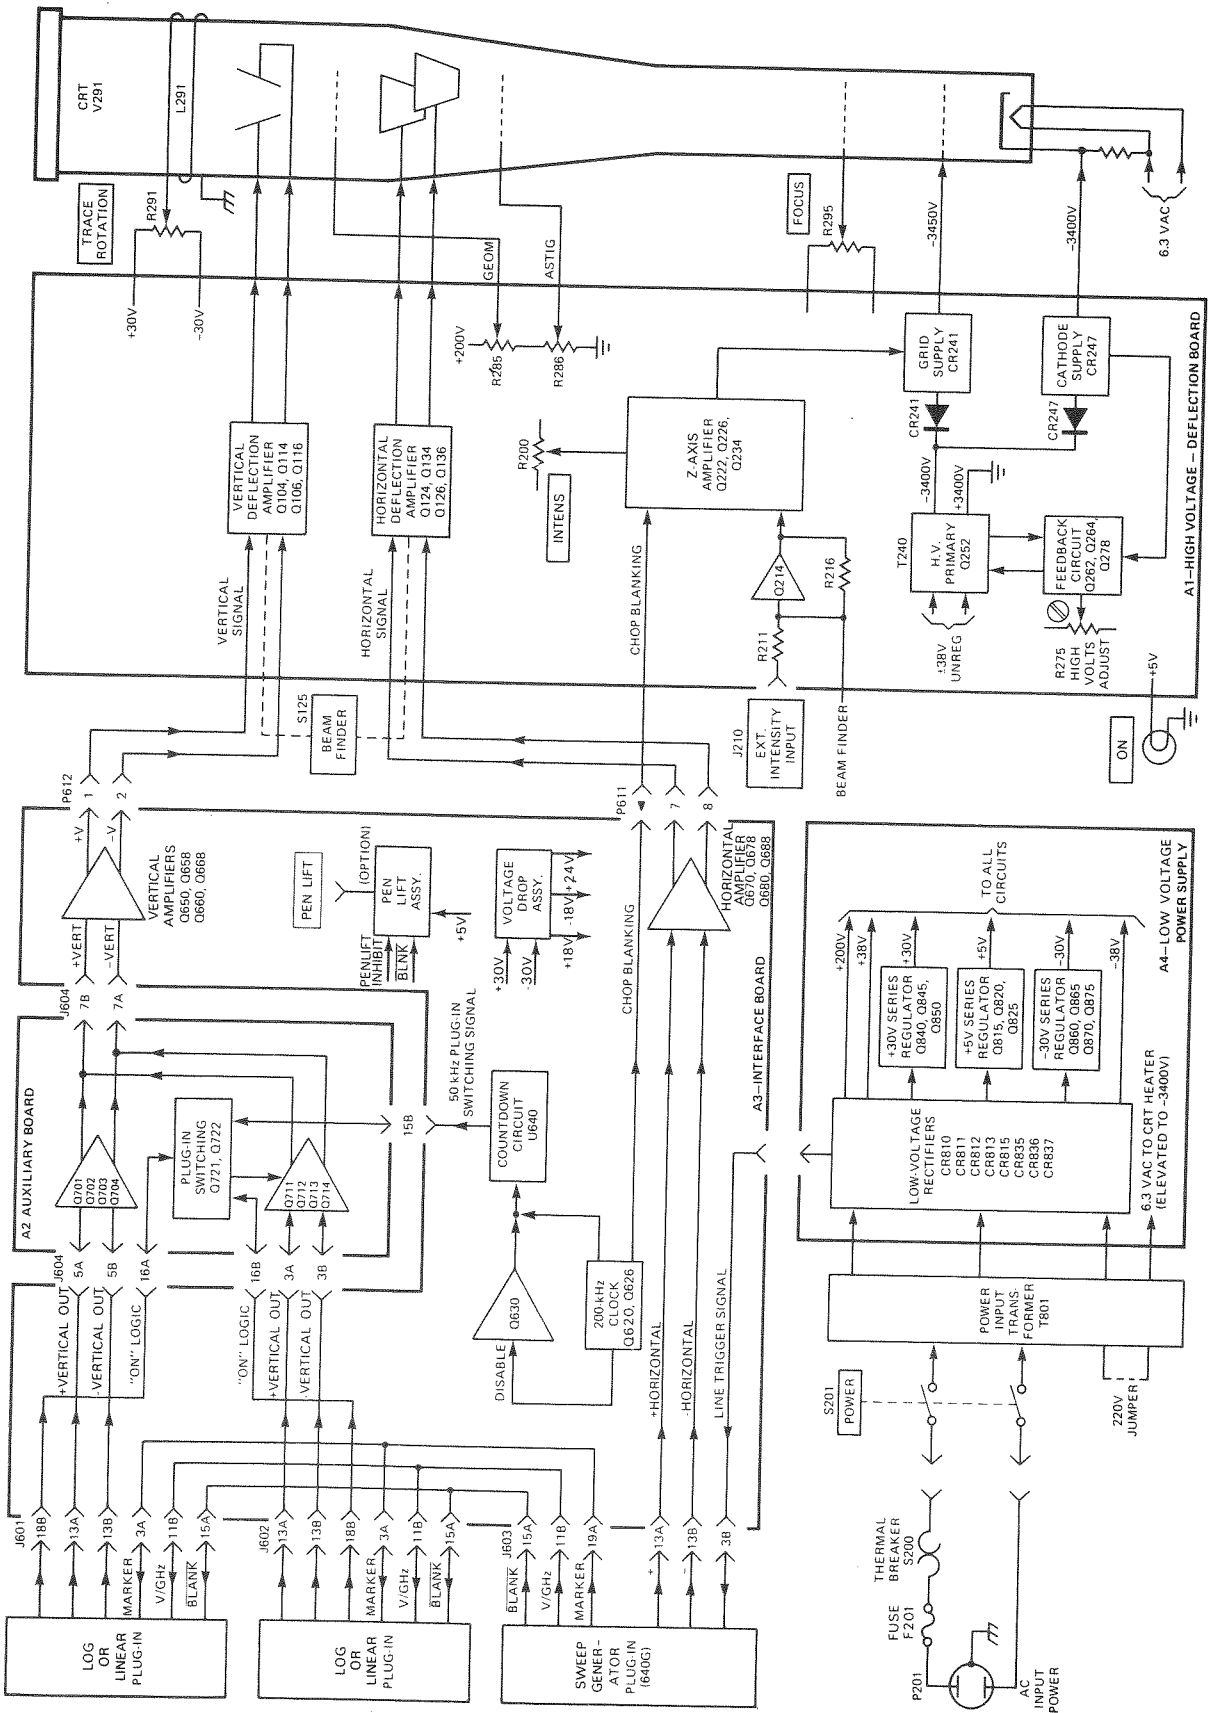 LOG
OR
LINEAR
PLUG-IN
MARKER
V/GHz
BLANK
J601
18B
13A
13B
3A
11B
15A
LOG
OR
LINEAR
PLUG-IN
MARKER
V/GHz
BLANK
J602
13A
13B
18B
3A
11B
15A
SWEEP
GENER-
ATOR
PLUG-IN
(640G)
BLANK
V/GHz
MARKER
+
-
J603
15A
11B
19A
13A
13B
3B
+VERTICAL OUT
-VERTICAL OUT
"ON" LOGIC
"ON" LOGIC
+VERTICAL OUT
-VERTICAL OUT
J604
5A
5B
16A
16B
3A
3B
A2 AUXILIARY BOARD
Q701
Q702
Q703
Q704
PLUG-IN
SWITCHING
Q721, Q722
Q711
Q712
Q713
Q714
15B
50 kHz PLUG-IN
SWITCHING SIGNAL
J604
7B
7A
+VERT
-VERT
VERTICAL
AMPLIFIERS
Q650, Q658
Q660, Q668
+V
-V
P612
1
2
PEN LIFT
(OPTION)
PEN
LIFT
ASSY.
PENLIFT
INHIBIT
BLNK
+5V
VOLTAGE
DROP
ASSY.
+30V
-30V
+18V
-18V
+24V
DISABLE
Q630
200-kHz
CLOCK
Q620, Q626
COUNTDOWN
CIRCUIT
U640
CHOP BLANKING
+HORIZONTAL
-HORIZONTAL
LINE TRIGGER SIGNAL
HORIZONTAL
AMPLIFIER
Q670, Q678
Q680, Q688
P611
7
8
A3-INTERFACE BOARD
S125
BEAM
FINDER
VERTICAL
SIGNAL
HORIZONTAL
SIGNAL
VERTICAL
DEFLECTION
AMPLIFIER
Q104, Q114
Q106, Q116
HORIZONTAL
DEFLECTION
AMPLIFIER
Q124, Q134
Q126, Q136
CHOP BLANKING
INTENS
R200
Z-AXIS
AMPLIFIER
Q222, Q226,
Q234
J210
EXT.
INTENSITY
INPUT
R211
Q214
R216
BEAM FINDER
±38V
UNREG
T240
H.V.
PRIMARY
Q252
-3400V
+3400V
CR241
GRID
SUPPLY
CR241
CR247
CATHODE
SUPPLY
CR247
FEEDBACK
CIRCUIT
Q262, Q264,
Q278
R275
HIGH
VOLTS
ADJUST
ON
+5V
A1-HIGH VOLTAGE - DEFLECTION BOARD
+30V
-30V
TRACE
ROTATION
R291
+200V
R285
R286
GEOM
ASTIG
FOCUS
R295
-3450V
-3400V
6.3 VAC
CRT
V291
L291
AC
INPUT
POWER
P201
FUSE
F201
THERMAL
BREAKER
S200
S201
POWER
220V
JUMPER
POWER
INPUT
TRANS-
FORMER
T801
6.3 VAC TO CRT HEATER
(ELEVATED TO -3400V)
LOW-VOLTAGE
RECTIFIERS
CR810
CR811
CR812
CR813
CR815
CR835
CR836
CR837
+30V SERIES
REGULATOR
Q840, Q845,
Q850
+5V SERIES
REGULATOR
Q815, Q820,
Q825
-30V SERIES
REGULATOR
Q860, Q865
Q870, Q875
+200V
+38V
+30V
+5V
-30V
-38V
TO ALL
CIRCUITS
A4-LOW VOLTAGE
POWER SUPPLY